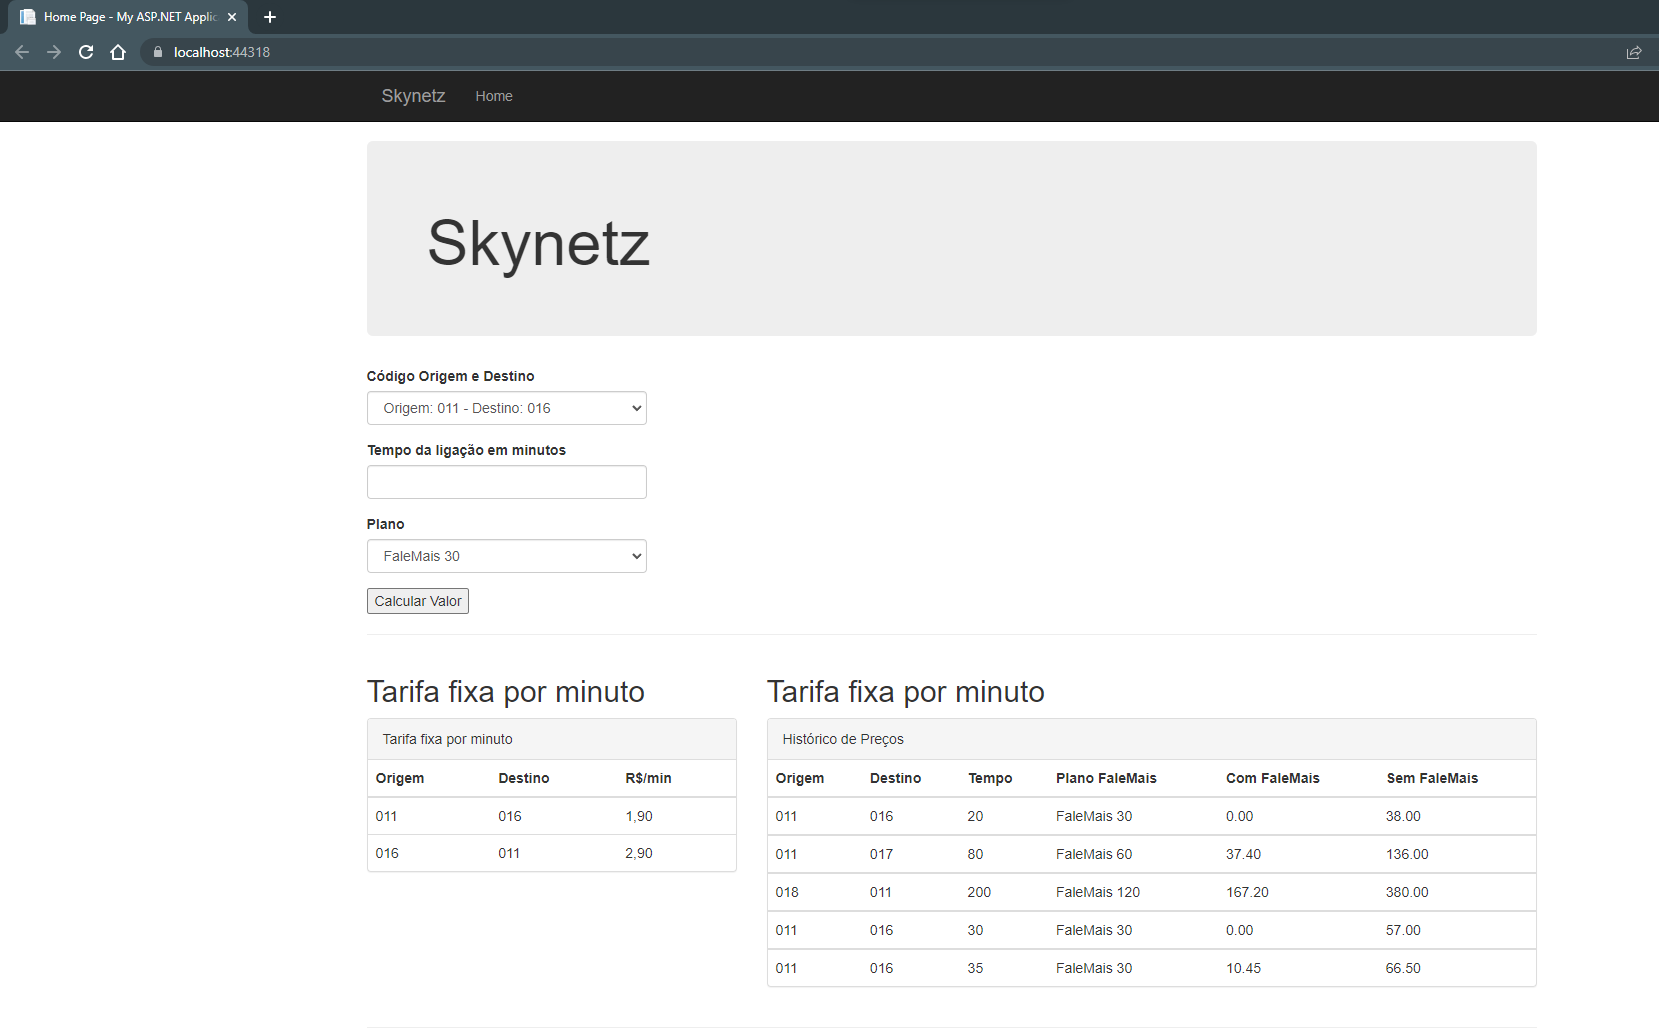 Home Page - My ASP.NET Applic
localhost:44318
Skynetz Home
Skynetz
Código Origem e Destino
Origem: 011 - Destino: 016
Tempo da ligação em minutos
Plano
FaleMais 30
Calcular Valor
Tarifa fixa por minuto
Tarifa fixa por minuto
Origem Destino R$/min
011 016 1,90
016 011 2,90
Tarifa fixa por minuto
Histórico de Preços
Origem Destino Tempo Plano FaleMais Com FaleMais Sem FaleMais
011 016 20 FaleMais 30 0.00 38.00
011 017 80 FaleMais 60 37.40 136.00
018 011 200 FaleMais 120 167.20 380.00
011 016 30 FaleMais 30 0.00 57.00
011 016 35 FaleMais 30 10.45 66.50